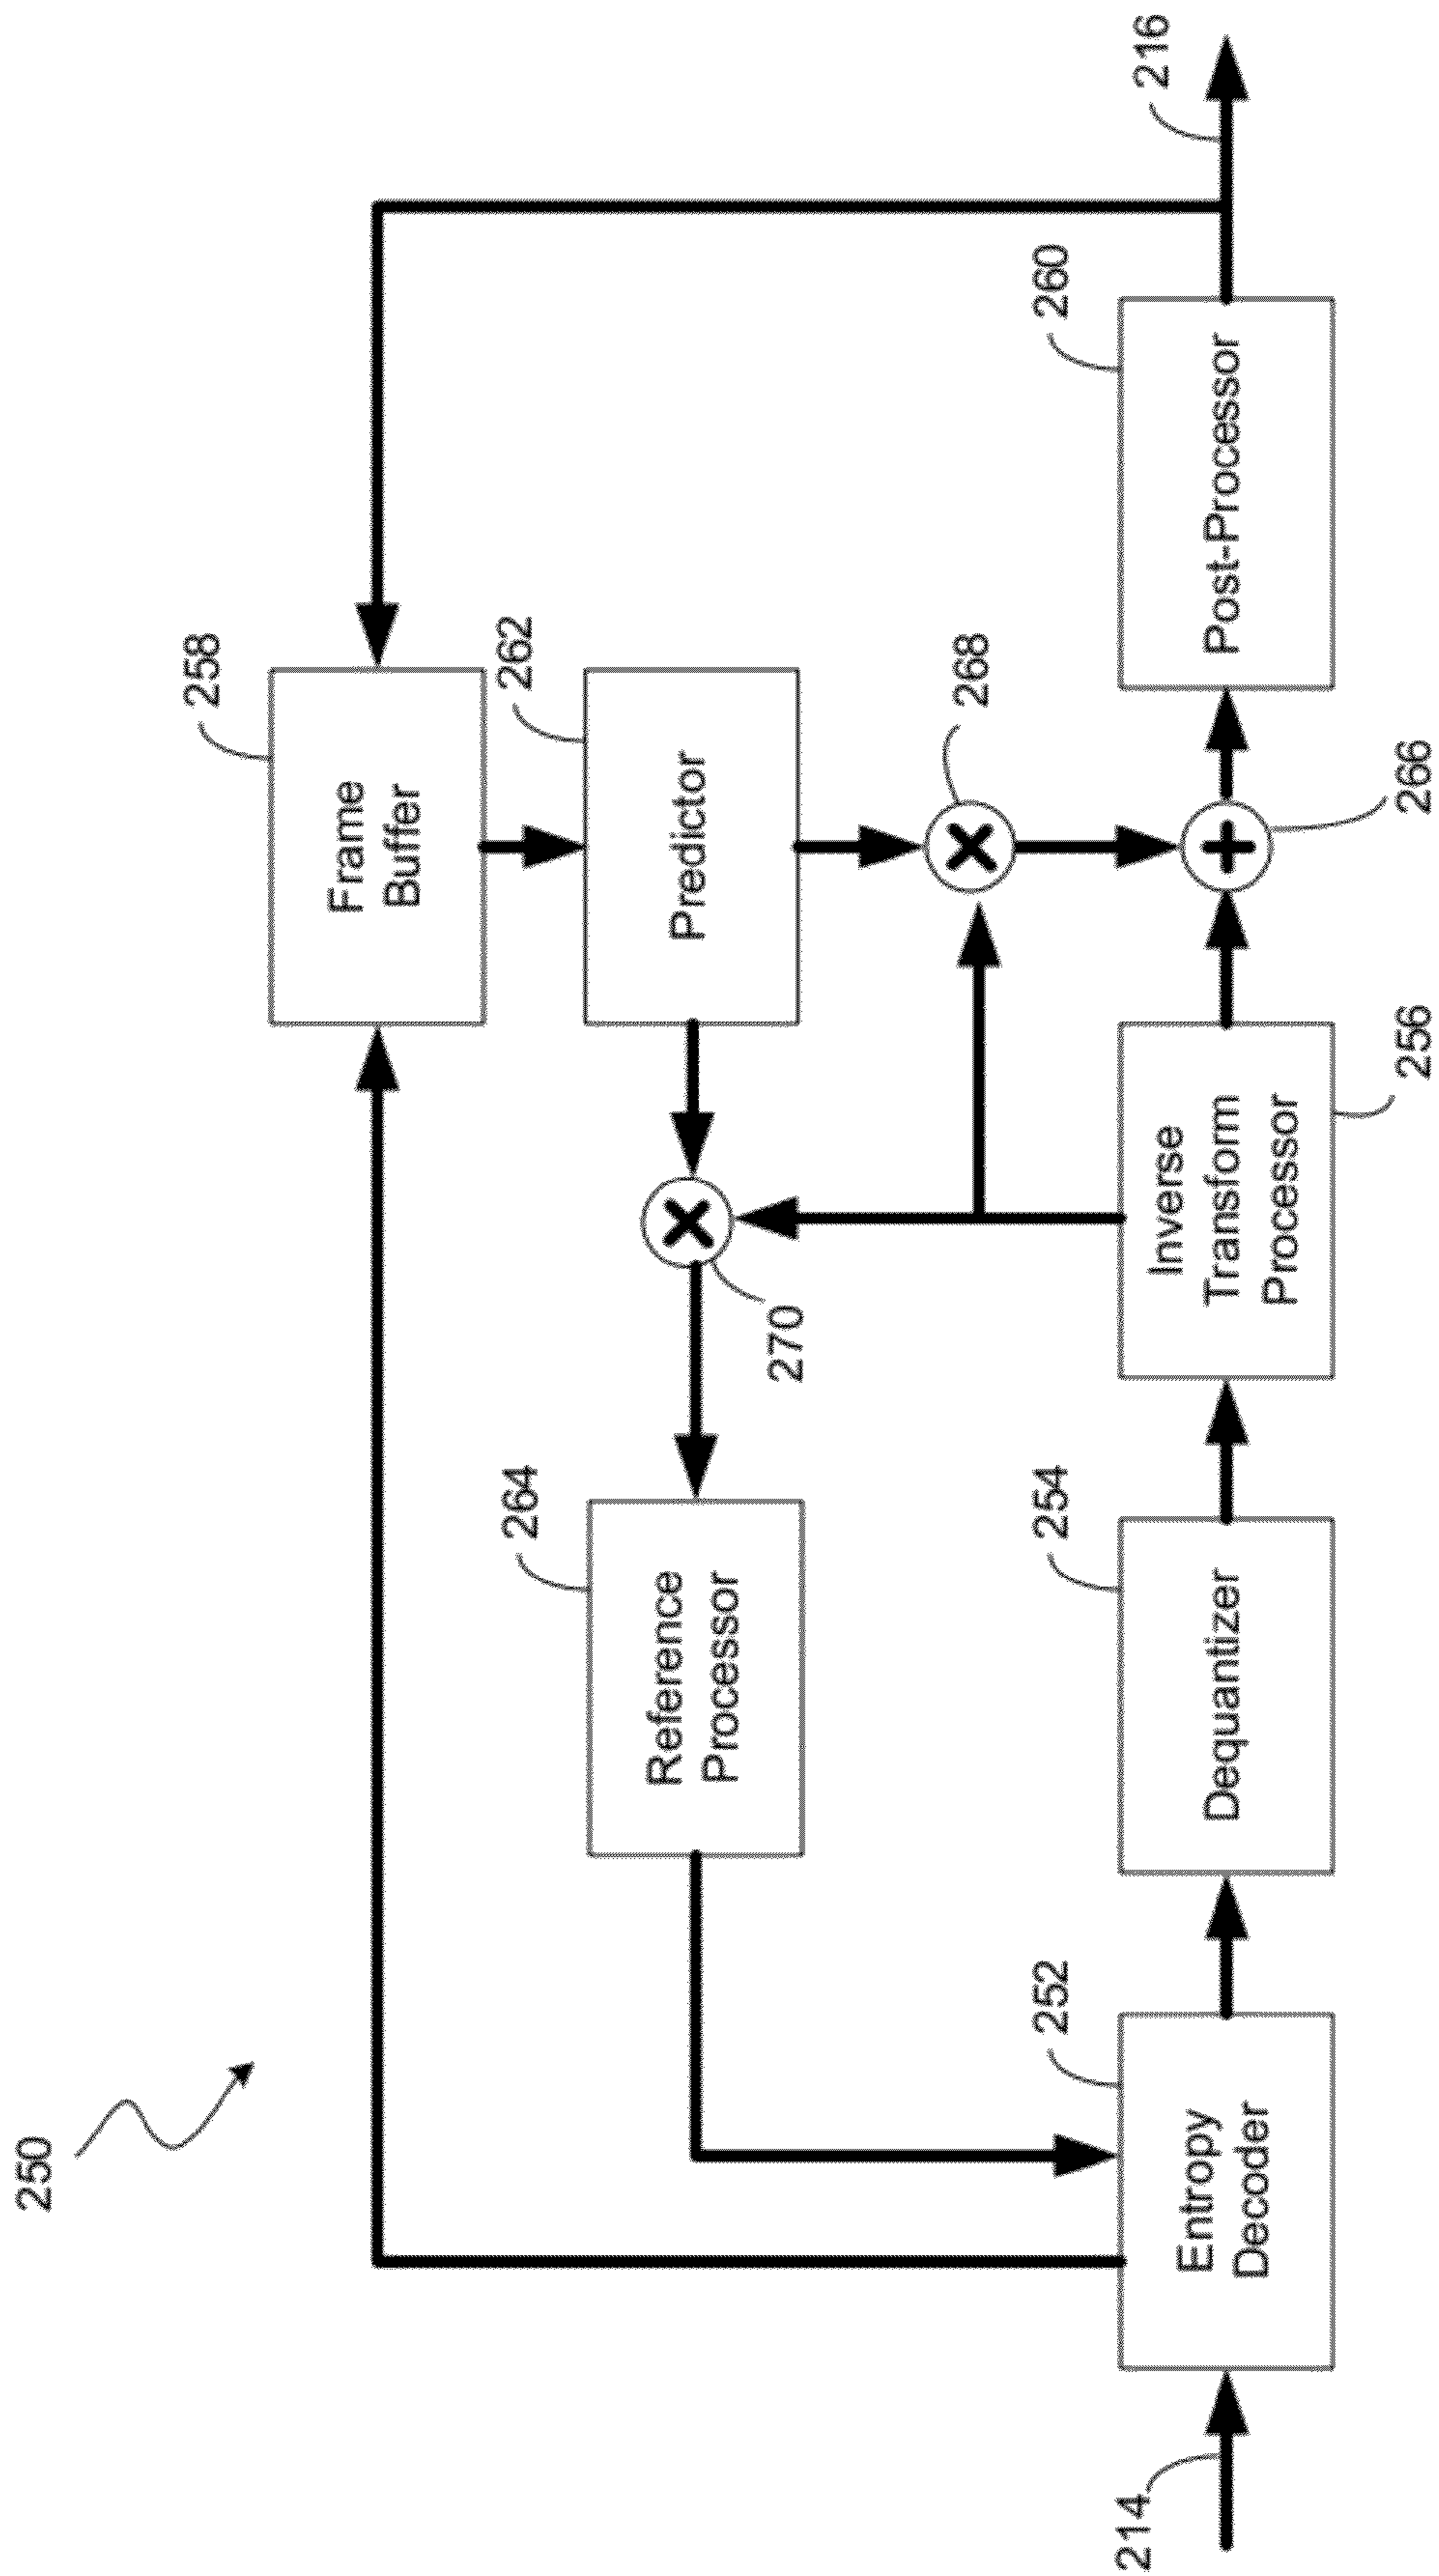 250
258
Frame
Buffer
264
Reference
Processor
270
262
Predictor
268
214
252
Entropy
Decoder
254
Dequantizer
Inverse
Transform
Processor
256
266
260
Post-Processor
216